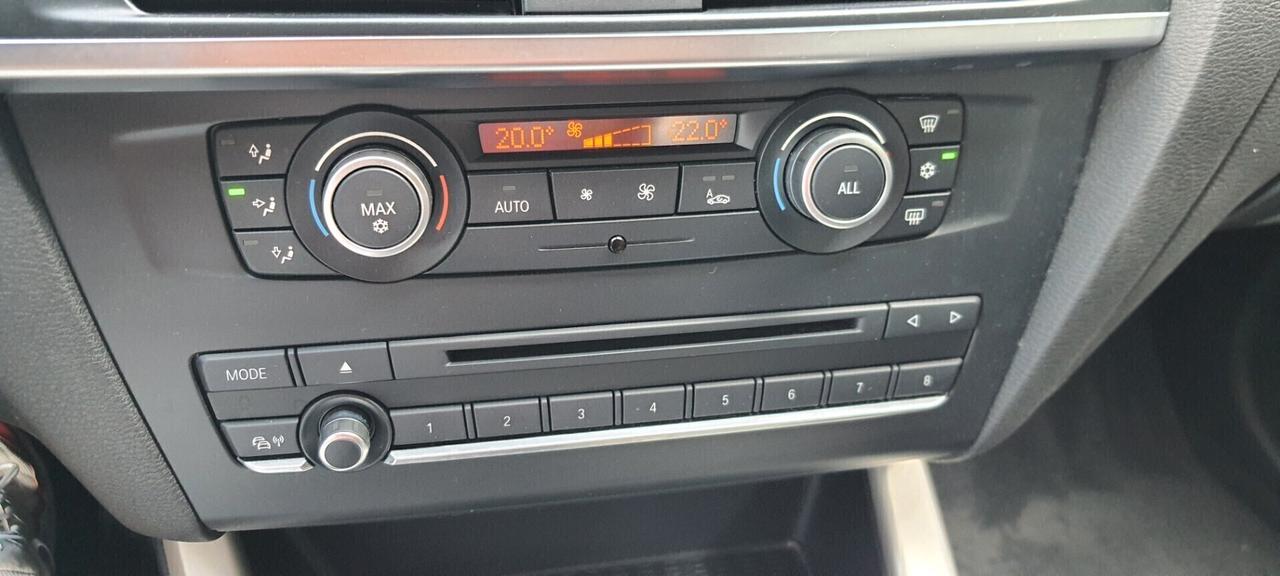 20.0° 22.0°
MAX
AUTO
A
ALL
MODE
1 2 3 4 5 6 7 8